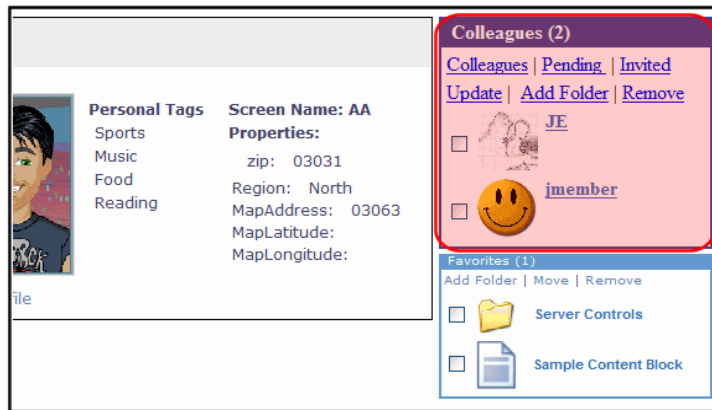 Personal Tags
Sports
Music
Food
Reading
Screen Name: AA
Properties:
zip: 03031
Region: North
MapAddress: 03063
MapLatitude:
MapLongitude:
file
Colleagues (2)
Colleagues | Pending | Invited
Update | Add Folder | Remove
JE
jmember
Favorites (1)
Add Folder | Move | Remove
Server Controls
Sample Content Block